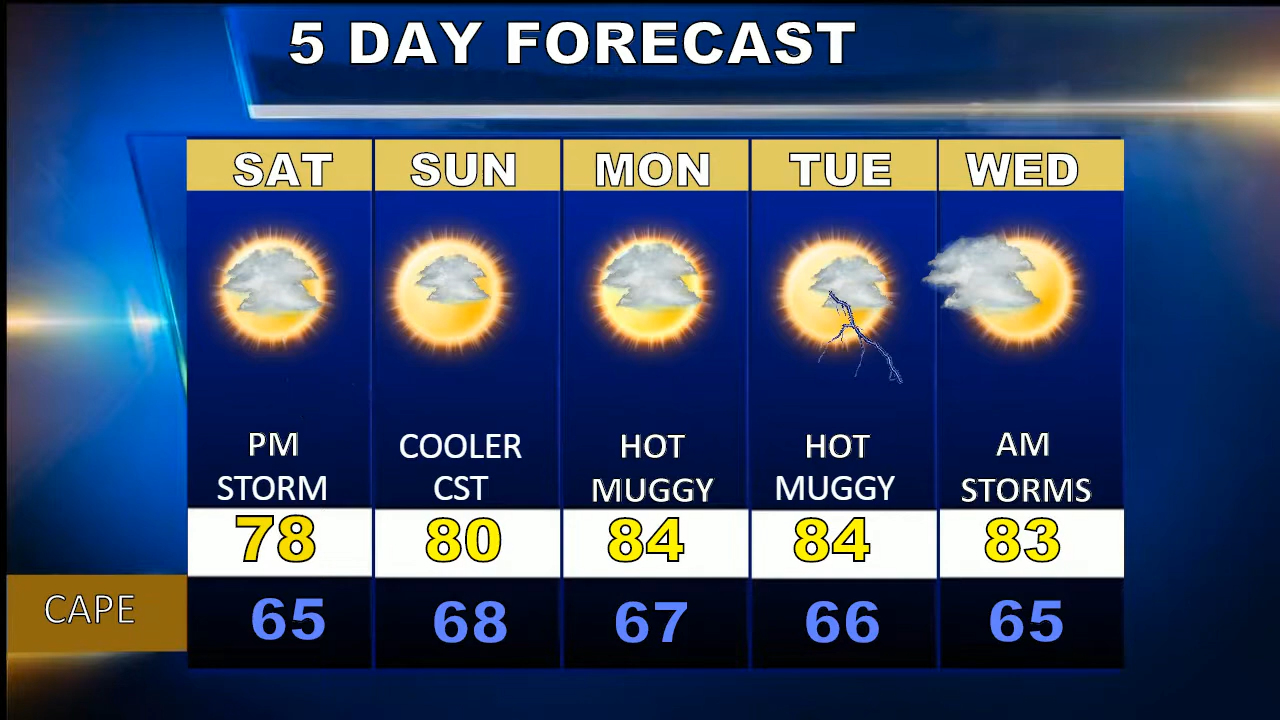 5 DAY FORECAST
SAT SUN MON TUE WED
PM COOLER HOT HOT AM
STORM CST MUGGY MUGGY STORMS
78 80 84 84 83
CAPE 65 68 67 66 65